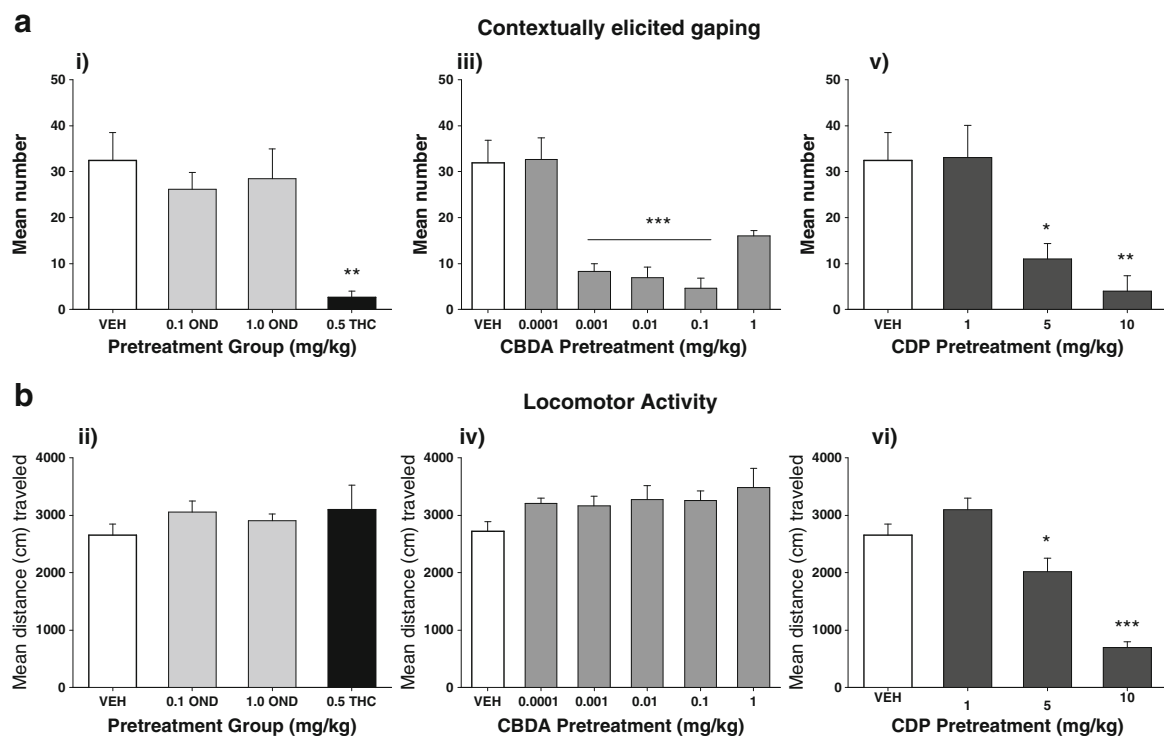 a
Contextually elicited gaping
i)
50
40
30
20
10
0
Mean number
**
VEH 0.1 OND 1.0 OND 0.5 THC
Pretreatment Group (mg/kg)
iii)
50
40
30
20
10
0
Mean number
***
VEH 0.0001 0.001 0.01 0.1 1
CBDA Pretreatment (mg/kg)
v)
50
40
30
20
10
0
Mean number
*
**
VEH 1 5 10
CDP Pretreatment (mg/kg)
b
Locomotor Activity
ii)
4000
3000
2000
1000
0
Mean distance (cm) traveled
VEH 0.1 OND 1.0 OND 0.5 THC
Pretreatment Group (mg/kg)
iv)
4000
3000
2000
1000
0
Mean distance (cm) traveled
VEH 0.0001 0.001 0.01 0.1 1
CBDA Pretreatment (mg/kg)
vi)
4000
3000
2000
1000
0
Mean distance (cm) traveled
*
***
VEH 1 5 10
CDP Pretreatment (mg/kg)